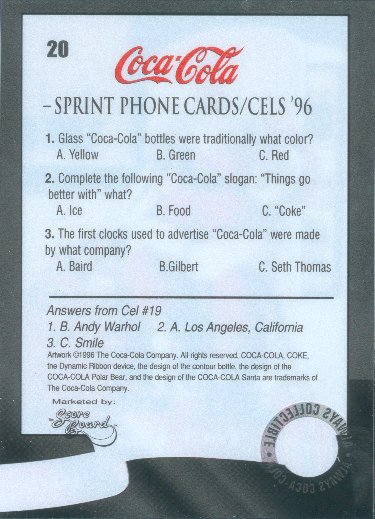 20
Coca-Cola
–SPRINT PHONE CARDS/CELS '96
1. Glass "Coca-Cola" bottles were traditionally what color?
A. Yellow B. Green C. Red
2. Complete the following "Coca-Cola" slogan: "Things go
better with" what?
A. Ice B. Food C. "Coke"
3. The first clocks used to advertise "Coca-Cola" were made
by what company?
A. Baird B.Gilbert C. Seth Thomas
Answers from Cel #19
1. B. Andy Warhol 2. A. Los Angeles, California
3. C. Smile
Artwork ©1996 The Coca-Cola Company. All rights reserved. COCA-COLA, COKE,
the Dynamic Ribbon device, the design of the contour bottle, the design of the
COCA-COLA Polar Bear, and the design of the COCA-COLA Santa are trademarks of
The Coca-Cola Company.
Marketed by:
Score
Board
ALWAYS COLLECTIBLE
ALWAYS COCA-COLA